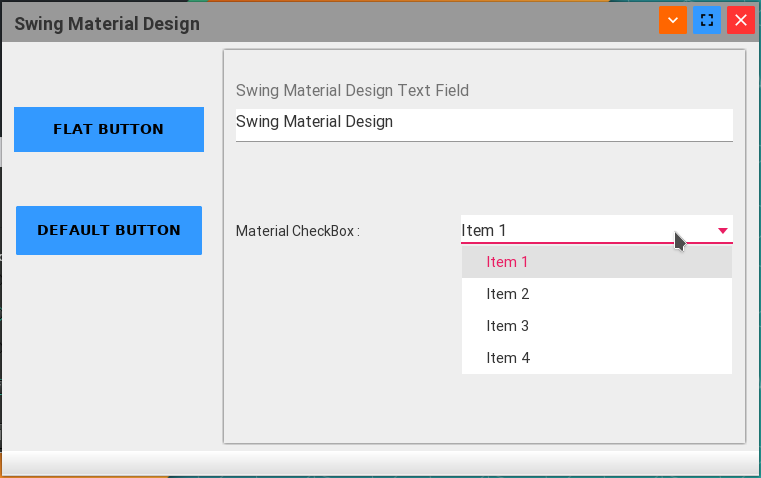 Swing Material Design
FLAT BUTTON
DEFAULT BUTTON
Swing Material Design Text Field
Swing Material Design
Material CheckBox :
Item 1
Item 1
Item 2
Item 3
Item 4